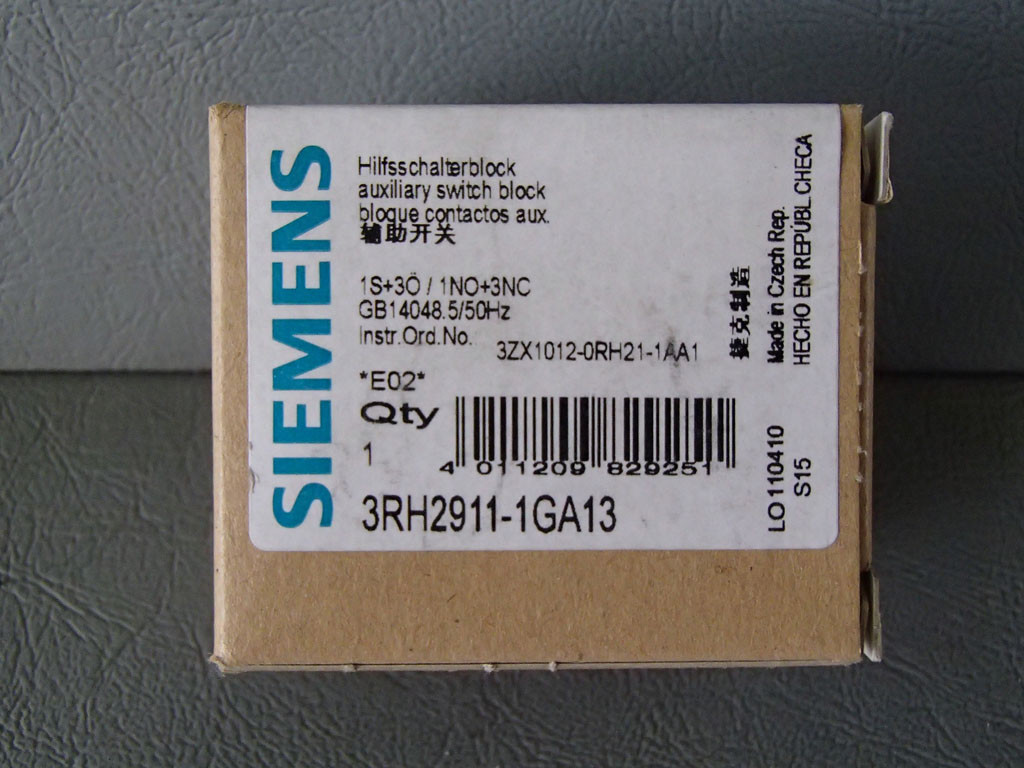 SIEMENS
Hilfsschalterblock
auxiliary switch block
bloque contactos aux.
辅助开关
1S+3Ö / 1NO+3NC
GB14048.5/50Hz
Instr.Ord.No. 3ZX1012-0RH21-1AA1
*E02*
Qty
1
4 011209 829251
3RH2911-1GA13
捷克制造
Made in Czech Rep.
HECHO EN REPÚBL.CHECA
LO 110410
S15